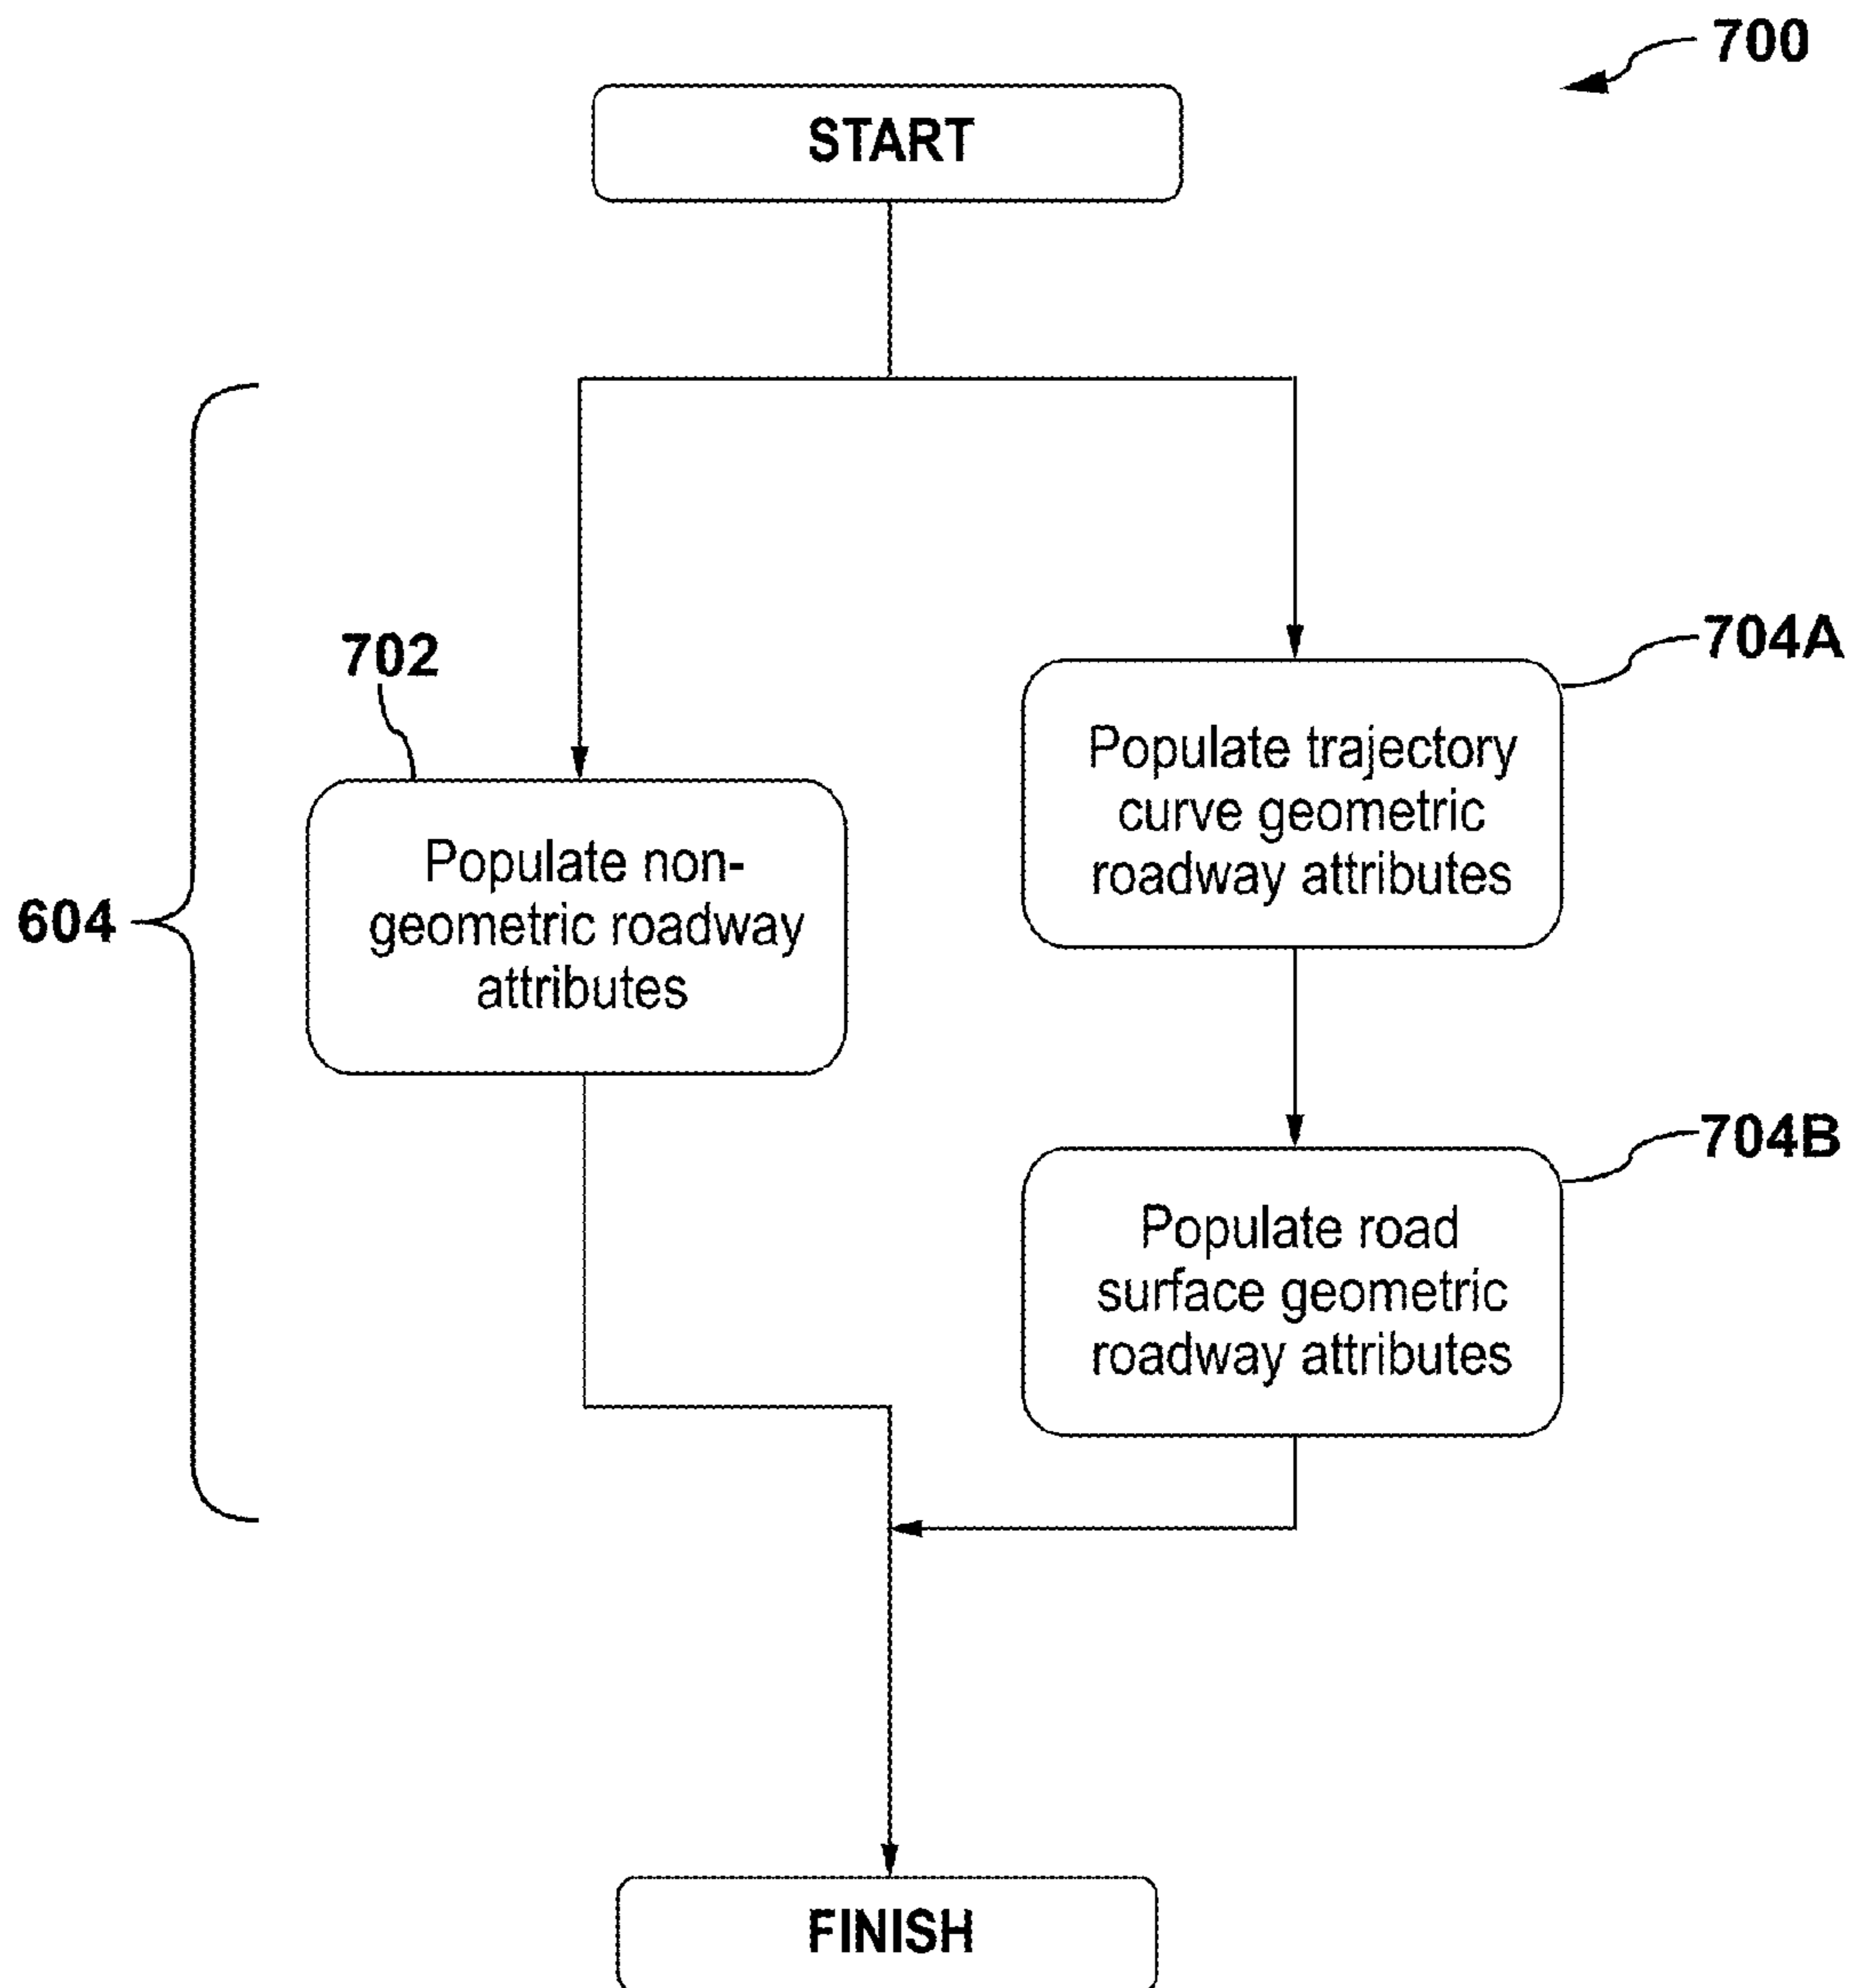 700
START
702
704A
Populate trajectory
curve geometric
roadway attributes
Populate non-
geometric roadway
attributes
604
704B
Populate road
surface geometric
roadway attributes
FINISH